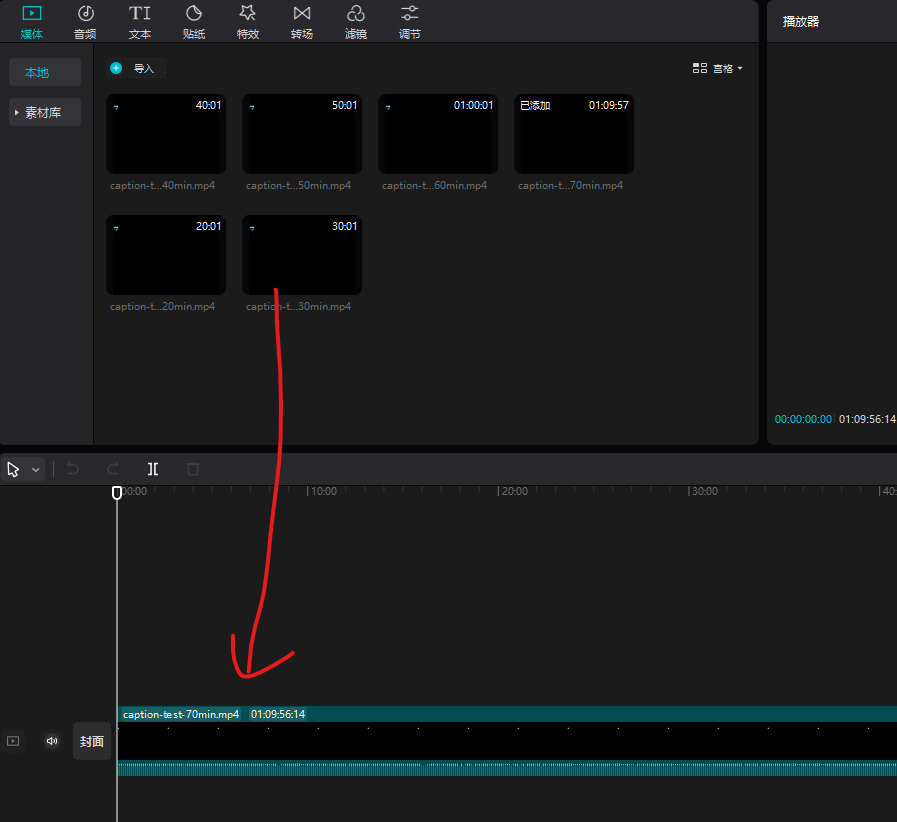 媒体 音频 文本 贴纸 特效 转场 滤镜 调节
播放器
本地
素材库
导入
宫格
40:01 50:01 01:00:01 已添加 01:09:57
caption-t...40min.mp4 caption-t...50min.mp4 caption-t...60min.mp4 caption-t...70min.mp4
20:01 30:01
caption-t...20min.mp4 caption-t...30min.mp4
00:00:00:00 01:09:56:14
00:00 10:00 20:00 30:00 40:
caption-test-70min.mp4 01:09:56:14
封面